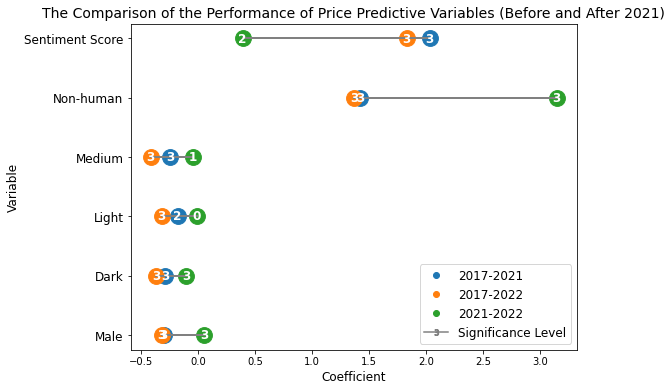 The Comparison of the Performance of Price Predictive Variables (Before and After 2021)
Sentiment Score
2 3 3
Non-human
3 3 3
Medium
3 3 1
Light
3 2 0
Dark
3 3 3
Male
3 3
Variable
2017-2021
2017-2022
2021-2022
3 Significance Level
−0.5 0.0 0.5 1.0 1.5 2.0 2.5 3.0
Coefficient